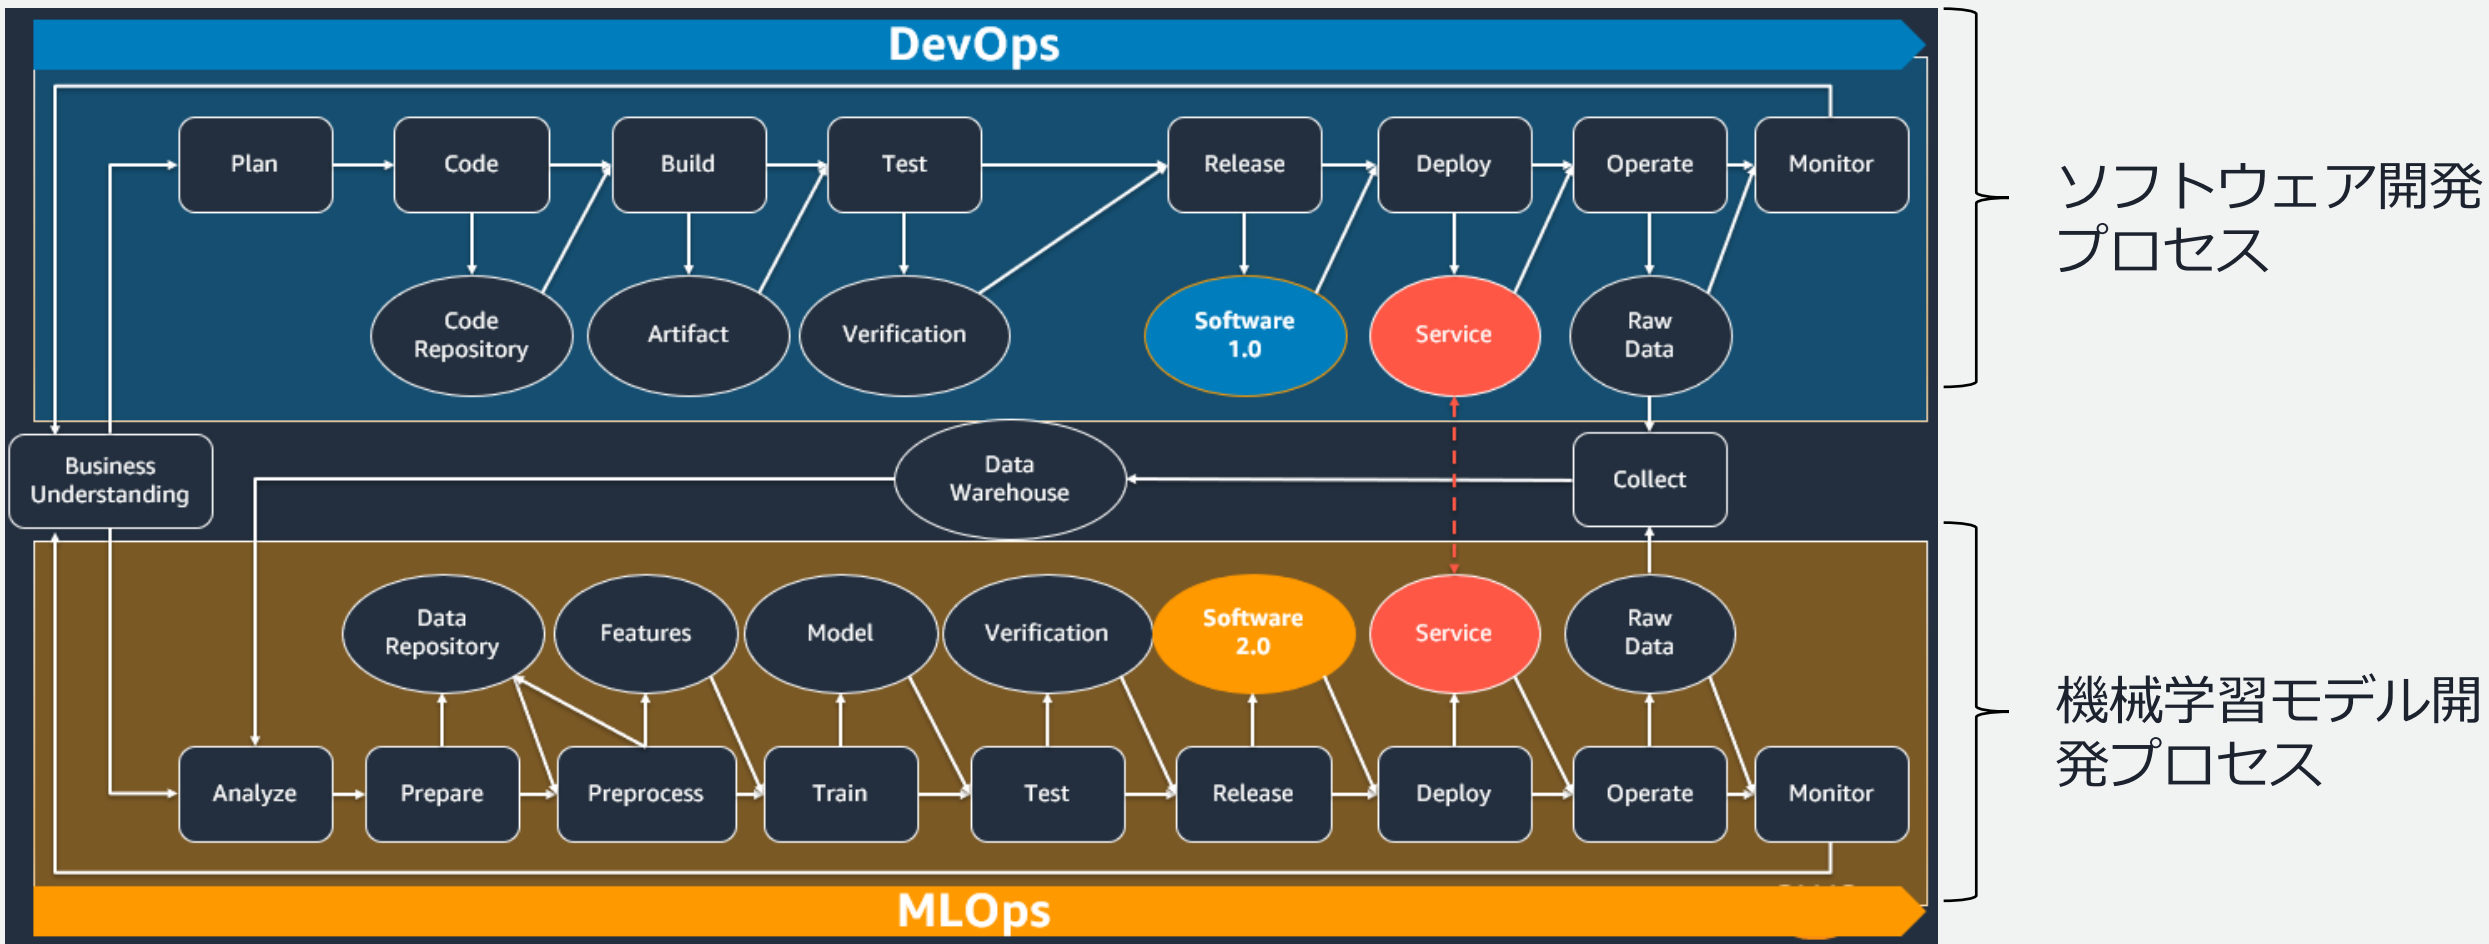 DevOps
Plan
Code
Build
Test
Release
Deploy
Operate
Monitor
Code
Repository
Artifact
Verification
Software
1.0
Service
Raw
Data
ソフトウェア開発
プロセス
Business
Understanding
Data
Warehouse
Collect
Data
Repository
Features
Model
Verification
Software
2.0
Service
Raw
Data
Analyze
Prepare
Preprocess
Train
Test
Release
Deploy
Operate
Monitor
機械学習モデル開
発プロセス
MLOps